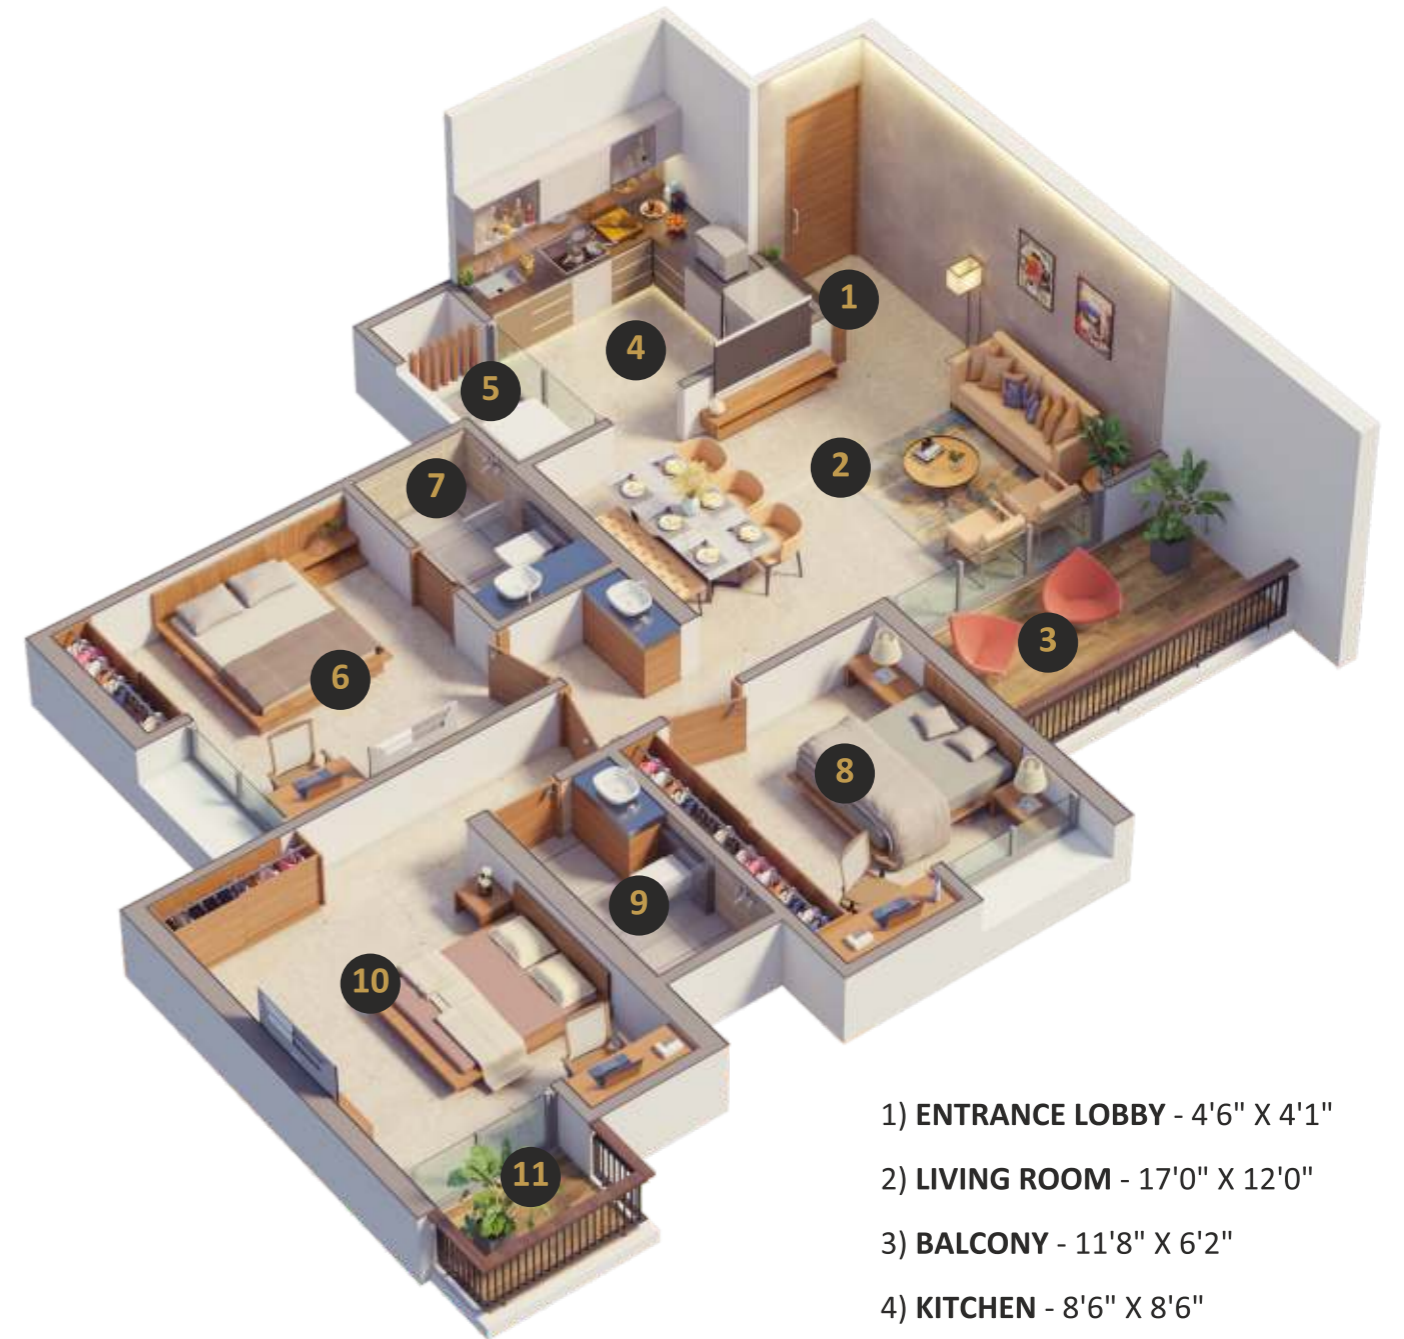 1
4
5
2
7
3
6
8
9
10
11
1) ENTRANCE LOBBY - 4'6" X 4'1"
2) LIVING ROOM - 17'0" X 12'0"
3) BALCONY - 11'8" X 6'2"
4) KITCHEN - 8'6" X 8'6"